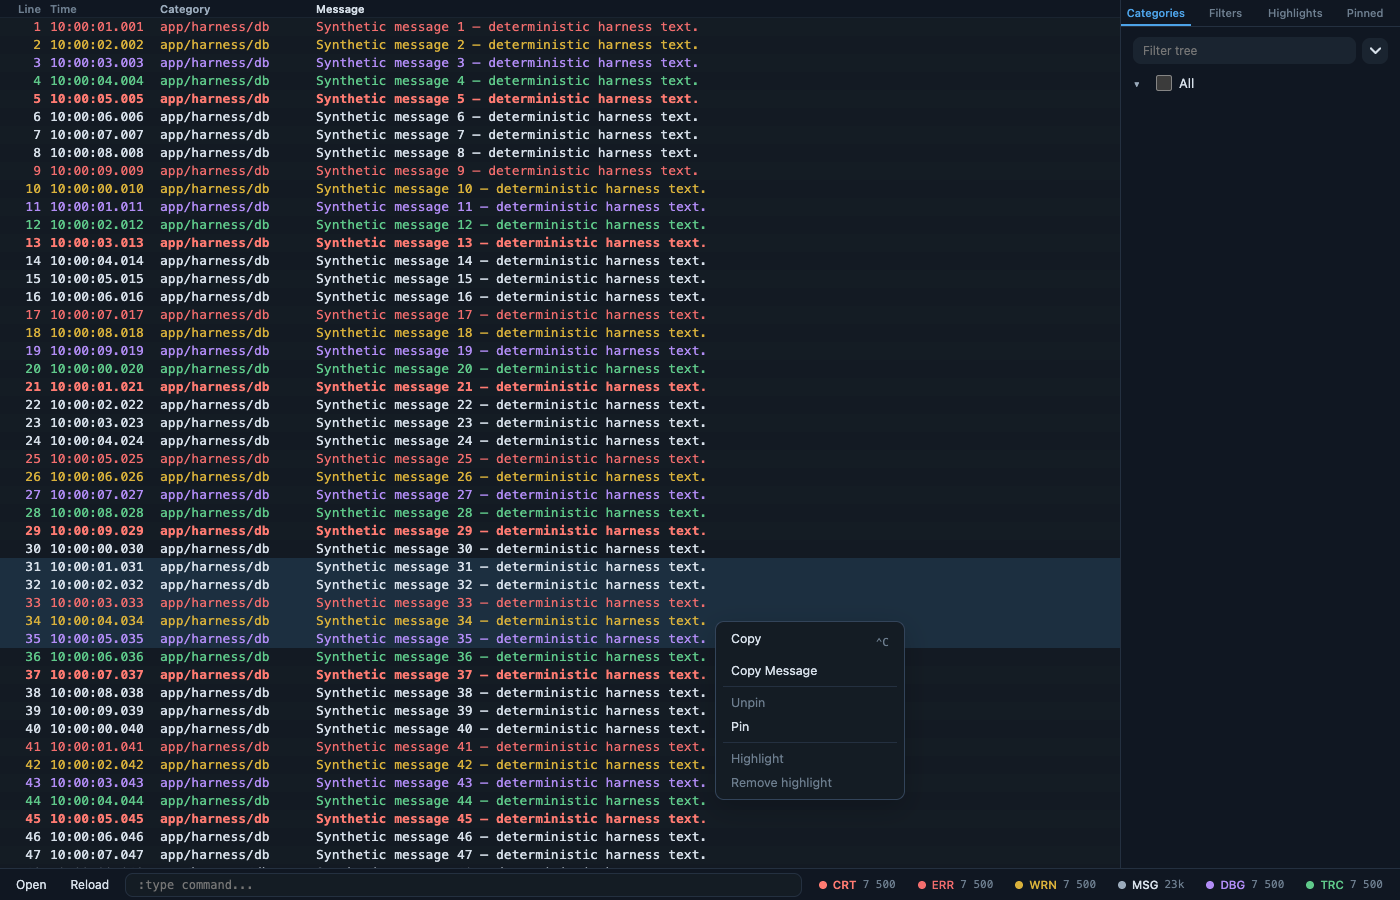 Line Time Category Message
1 10:00:01.001 app/harness/db Synthetic message 1 — deterministic harness text.
2 10:00:02.002 app/harness/db Synthetic message 2 — deterministic harness text.
3 10:00:03.003 app/harness/db Synthetic message 3 — deterministic harness text.
4 10:00:04.004 app/harness/db Synthetic message 4 — deterministic harness text.
5 10:00:05.005 app/harness/db Synthetic message 5 — deterministic harness text.
6 10:00:06.006 app/harness/db Synthetic message 6 — deterministic harness text.
7 10:00:07.007 app/harness/db Synthetic message 7 — deterministic harness text.
8 10:00:08.008 app/harness/db Synthetic message 8 — deterministic harness text.
9 10:00:09.009 app/harness/db Synthetic message 9 — deterministic harness text.
10 10:00:00.010 app/harness/db Synthetic message 10 — deterministic harness text.
11 10:00:01.011 app/harness/db Synthetic message 11 — deterministic harness text.
12 10:00:02.012 app/harness/db Synthetic message 12 — deterministic harness text.
13 10:00:03.013 app/harness/db Synthetic message 13 — deterministic harness text.
14 10:00:04.014 app/harness/db Synthetic message 14 — deterministic harness text.
15 10:00:05.015 app/harness/db Synthetic message 15 — deterministic harness text.
16 10:00:06.016 app/harness/db Synthetic message 16 — deterministic harness text.
17 10:00:07.017 app/harness/db Synthetic message 17 — deterministic harness text.
18 10:00:08.018 app/harness/db Synthetic message 18 — deterministic harness text.
19 10:00:09.019 app/harness/db Synthetic message 19 — deterministic harness text.
20 10:00:00.020 app/harness/db Synthetic message 20 — deterministic harness text.
21 10:00:01.021 app/harness/db Synthetic message 21 — deterministic harness text.
22 10:00:02.022 app/harness/db Synthetic message 22 — deterministic harness text.
23 10:00:03.023 app/harness/db Synthetic message 23 — deterministic harness text.
24 10:00:04.024 app/harness/db Synthetic message 24 — deterministic harness text.
25 10:00:05.025 app/harness/db Synthetic message 25 — deterministic harness text.
26 10:00:06.026 app/harness/db Synthetic message 26 — deterministic harness text.
27 10:00:07.027 app/harness/db Synthetic message 27 — deterministic harness text.
28 10:00:08.028 app/harness/db Synthetic message 28 — deterministic harness text.
29 10:00:09.029 app/harness/db Synthetic message 29 — deterministic harness text.
30 10:00:00.030 app/harness/db Synthetic message 30 — deterministic harness text.
31 10:00:01.031 app/harness/db Synthetic message 31 — deterministic harness text.
32 10:00:02.032 app/harness/db Synthetic message 32 — deterministic harness text.
33 10:00:03.033 app/harness/db Synthetic message 33 — deterministic harness text.
34 10:00:04.034 app/harness/db Synthetic message 34 — deterministic harness text.
35 10:00:05.035 app/harness/db Synthetic message 35 — deterministic harness text.
36 10:00:06.036 app/harness/db Synthetic message 36 — deterministic harness text.
37 10:00:07.037 app/harness/db Synthetic message 37 — deterministic harness text.
38 10:00:08.038 app/harness/db Synthetic message 38 — deterministic harness text.
39 10:00:09.039 app/harness/db Synthetic message 39 — deterministic harness text.
40 10:00:00.040 app/harness/db Synthetic message 40 — deterministic harness text.
41 10:00:01.041 app/harness/db Synthetic message 41 — deterministic harness text.
42 10:00:02.042 app/harness/db Synthetic message 42 — deterministic harness text.
43 10:00:03.043 app/harness/db Synthetic message 43 — deterministic harness text.
44 10:00:04.044 app/harness/db Synthetic message 44 — deterministic harness text.
45 10:00:05.045 app/harness/db Synthetic message 45 — deterministic harness text.
46 10:00:06.046 app/harness/db Synthetic message 46 — deterministic harness text.
47 10:00:07.047 app/harness/db Synthetic message 47 — deterministic harness text.
Copy ^C
Copy Message
Unpin
Pin
Highlight
Remove highlight
Categories Filters Highlights Pinned
Filter tree
All
Open Reload :type command... CRT 7 500 ERR 7 500 WRN 7 500 MSG 23k DBG 7 500 TRC 7 500